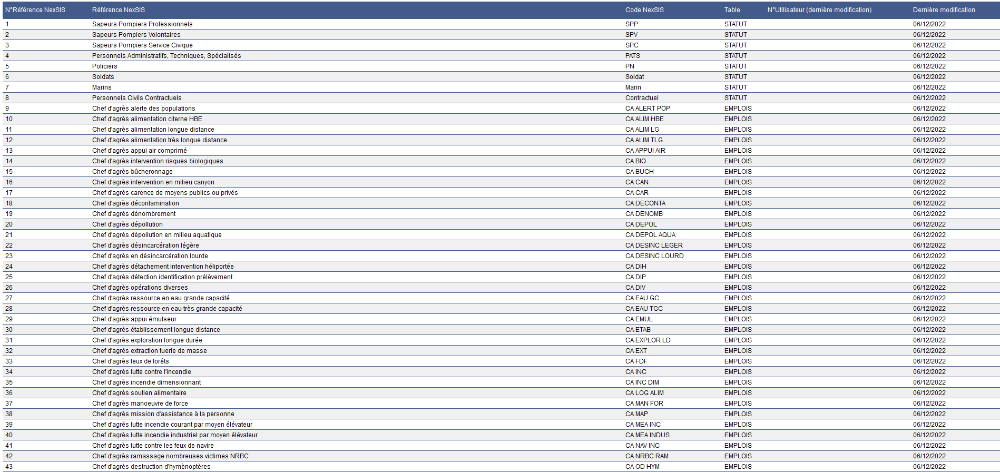 N°Référence NexSIS Référence NexSIS Code NexSIS Table N°Utilisateur (dernière modification) Dernière modification
1 Sapeurs Pompiers Professionnels SPP STATUT 06/12/2022
2 Sapeurs Pompiers Volontaires SPV STATUT 06/12/2022
3 Sapeurs Pompiers Service Civique SPC STATUT 06/12/2022
4 Personnels Administratifs, Techniques, Spécialisés PATS STATUT 06/12/2022
5 Policiers PN STATUT 06/12/2022
6 Soldats Soldat STATUT 06/12/2022
7 Marins Marin STATUT 06/12/2022
8 Personnels Civils Contractuels Contractuel STATUT 06/12/2022
9 Chef d'agrès alerte des populations CA ALERT POP EMPLOIS 06/12/2022
10 Chef d'agrès alimentation citerne HBE CA ALIM HBE EMPLOIS 06/12/2022
11 Chef d'agrès alimentation longue distance CA ALIM LG EMPLOIS 06/12/2022
12 Chef d'agrès alimentation très longue distance CA ALIM TLG EMPLOIS 06/12/2022
13 Chef d'agrès appui air comprimé CA APPUI AIR EMPLOIS 06/12/2022
14 Chef d'agrès intervention risques biologiques CA BIO EMPLOIS 06/12/2022
15 Chef d'agrès bûcheronnage CA BUCH EMPLOIS 06/12/2022
16 Chef d'agrès intervention en milieu canyon CA CAN EMPLOIS 06/12/2022
17 Chef d'agrès carence de moyens publics ou privés CA CAR EMPLOIS 06/12/2022
18 Chef d'agrès décontamination CA DECONTA EMPLOIS 06/12/2022
19 Chef d'agrès dénombrement CA DENOMB EMPLOIS 06/12/2022
20 Chef d'agrès dépollution CA DEPOL EMPLOIS 06/12/2022
21 Chef d'agrès dépollution en milieu aquatique CA DEPOL AQUA EMPLOIS 06/12/2022
22 Chef d'agrès désincarcération légère CA DESINC LEGER EMPLOIS 06/12/2022
23 Chef d'agrès en désincarcération lourde CA DESINC LOURD EMPLOIS 06/12/2022
24 Chef d'agrès détachement intervention héliportée CA DIH EMPLOIS 06/12/2022
25 Chef d'agrès détection identification prélèvement CA DIP EMPLOIS 06/12/2022
26 Chef d'agrès opérations diverses CA DIV EMPLOIS 06/12/2022
27 Chef d'agrès ressource en eau grande capacité CA EAU GC EMPLOIS 06/12/2022
28 Chef d'agrès ressource en eau très grande capacité CA EAU TGC EMPLOIS 06/12/2022
29 Chef d'agrès appui émulseur CA EMUL EMPLOIS 06/12/2022
30 Chef d'agrès établissement longue distance CA ETAB EMPLOIS 06/12/2022
31 Chef d'agrès exploration longue durée CA EXPLOR LD EMPLOIS 06/12/2022
32 Chef d'agrès extraction tuerie de masse CA EXT EMPLOIS 06/12/2022
33 Chef d'agrès feux de forêts CA FDF EMPLOIS 06/12/2022
34 Chef d'agrès lutte contre l'incendie CA INC EMPLOIS 06/12/2022
35 Chef d'agrès incendie dimensionnant CA INC DIM EMPLOIS 06/12/2022
36 Chef d'agrès soutien alimentaire CA LOG ALIM EMPLOIS 06/12/2022
37 Chef d'agrès manoeuvre de force CA MAN FOR EMPLOIS 06/12/2022
38 Chef d'agrès mission d'assistance à la personne CA MAP EMPLOIS 06/12/2022
39 Chef d'agrès lutte incendie courant par moyen élévateur CA MEA INC EMPLOIS 06/12/2022
40 Chef d'agrès lutte incendie industriel par moyen élévateur CA MEA INDUS EMPLOIS 06/12/2022
41 Chef d'agrès lutte contre les feux de navire CA NAV INC EMPLOIS 06/12/2022
42 Chef d'agrès ramassage nombreuses victimes NRBC CA NRBC RAM EMPLOIS 06/12/2022
43 Chef d'agrès destruction d'hymènoptères CA OD HYM EMPLOIS 06/12/2022